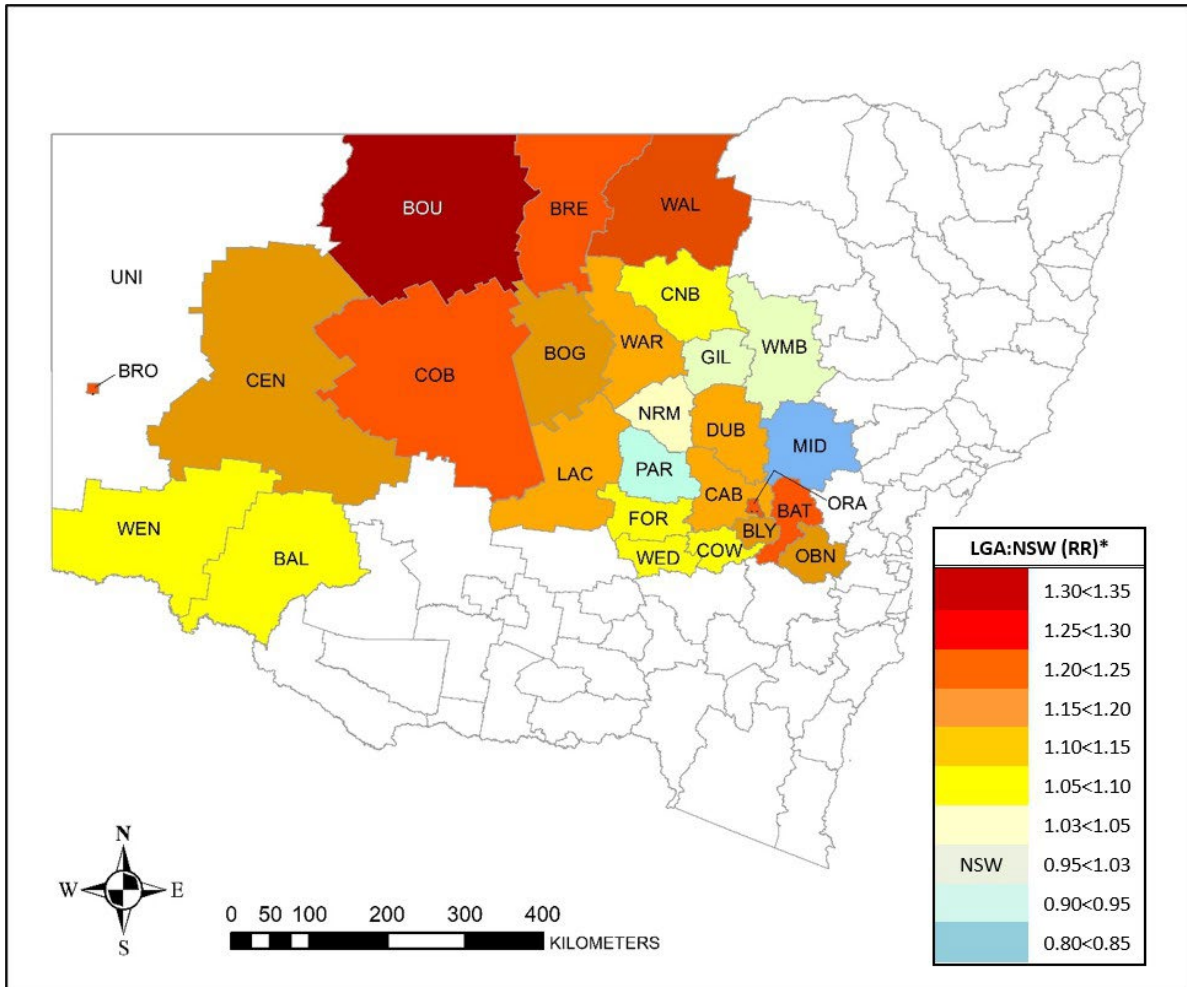 BOU
BRE
WAL
UNI
CNB
WAR
BOG
GIL
WMB
BRO
CEN
COB
NRM
DUB
MID
LAC
PAR
CAB
ORA
WEN
FOR
BAT
BAL
WED
COW
BLY
OBN
LGA:NSW (RR)*
1.30<1.35
1.25<1.30
1.20<1.25
1.15<1.20
1.10<1.15
1.05<1.10
1.03<1.05
NSW 0.95<1.03
0.90<0.95
0.80<0.85
N
W E
S
0 50 100 200 300 400
KILOMETERS